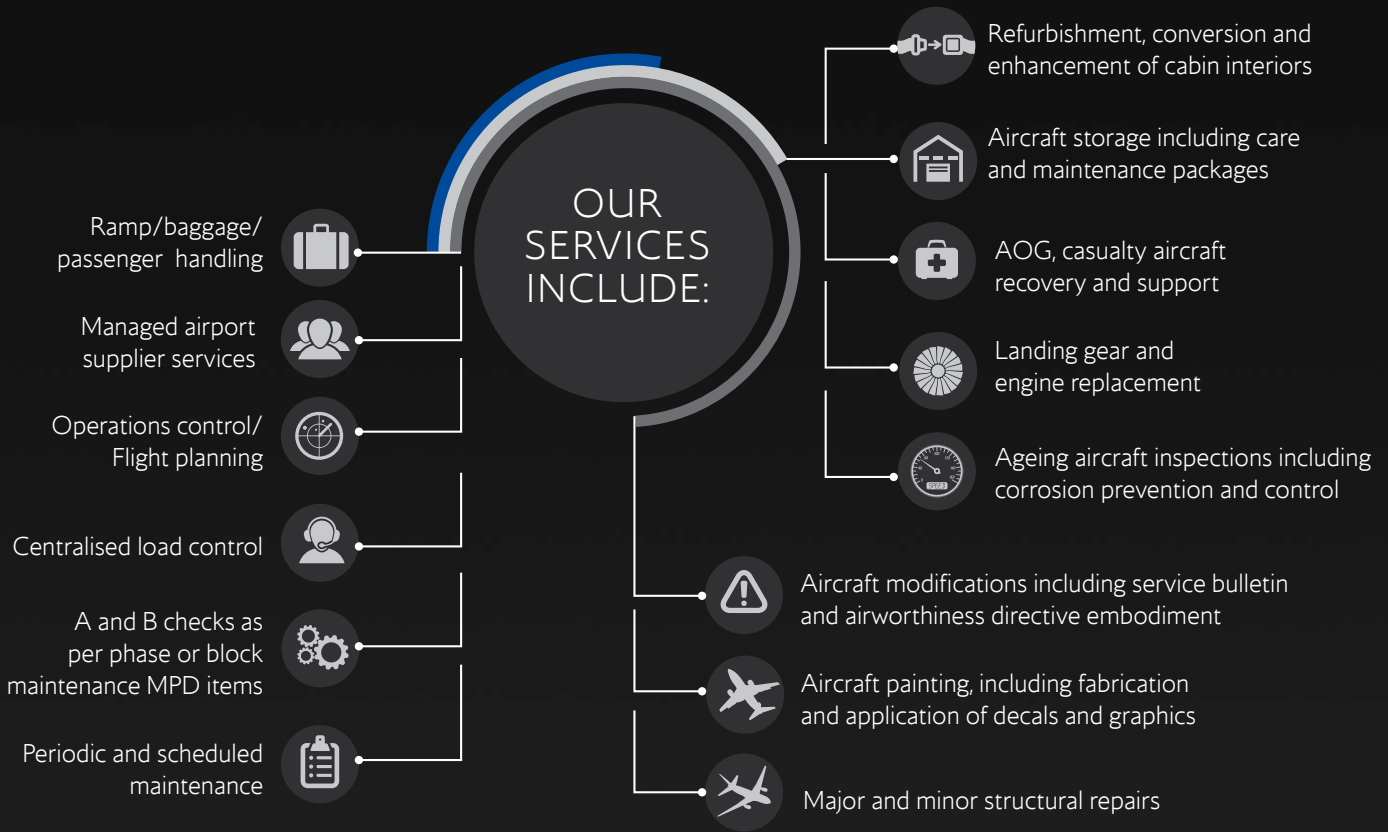 OUR
SERVICES
INCLUDE:
Ramp/baggage/
passenger handling
Managed airport
supplier services
Operations control/
Flight planning
Centralised load control
A and B checks as
per phase or block
maintenance MPD items
Periodic and scheduled
maintenance
Refurbishment, conversion and
enhancement of cabin interiors
Aircraft storage including care
and maintenance packages
AOG, casualty aircraft
recovery and support
Landing gear and
engine replacement
Ageing aircraft inspections including
corrosion prevention and control
Aircraft modifications including service bulletin
and airworthiness directive embodiment
Aircraft painting, including fabrication
and application of decals and graphics
Major and minor structural repairs